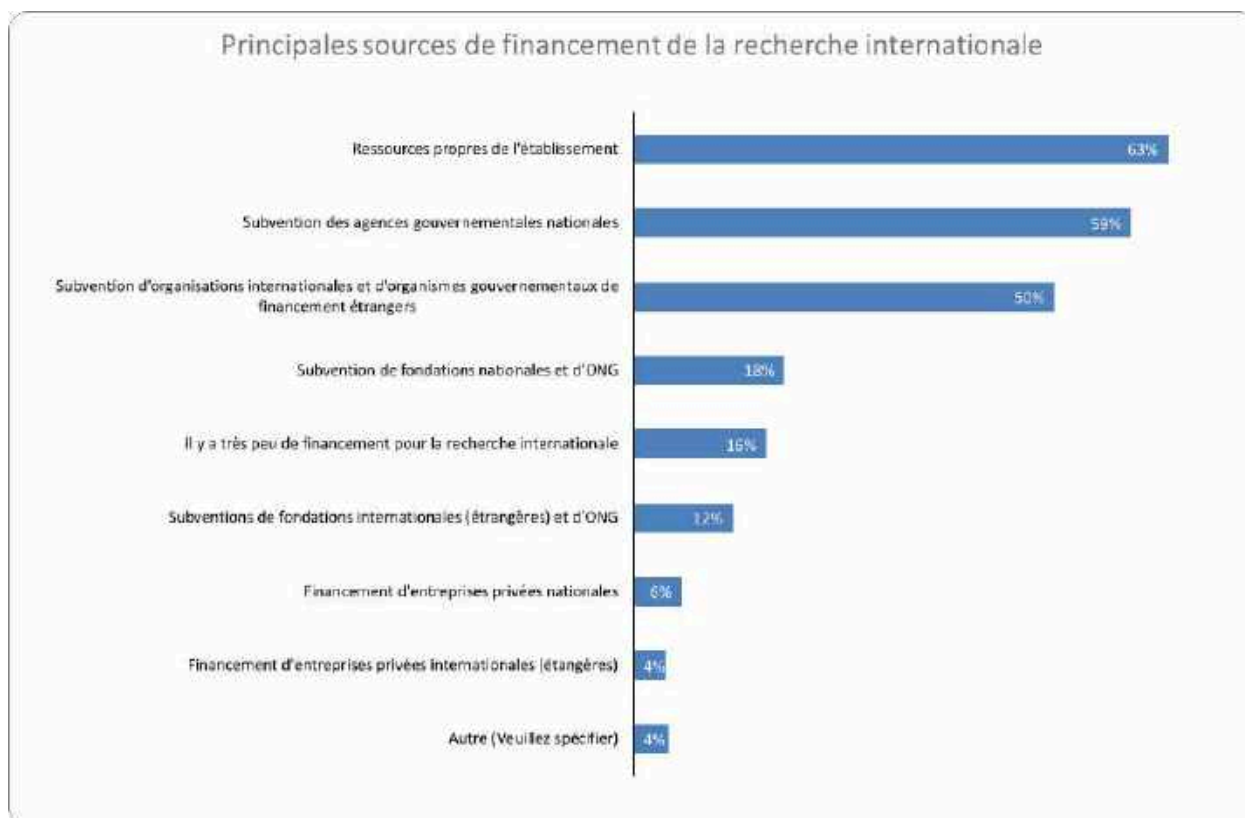 Principales sources de financement de la recherche internationale
Ressources propres de l'établissement
63%
Subvention des agences gouvernementales nationales
59%
Subvention d'organisations internationales et d'organismes gouvernementaux de
financement étrangers
50%
Subvention de fondations nationales et d'ONG
18%
Il y a très peu de financement pour la recherche internationale
16%
Subventions de fondations internationales (étrangères) et d'ONG
12%
Financement d'entreprises privées nationales
6%
Financement d'entreprises privées internationales (étangères)
4%
Autre (Veuillez spécifier)
4%